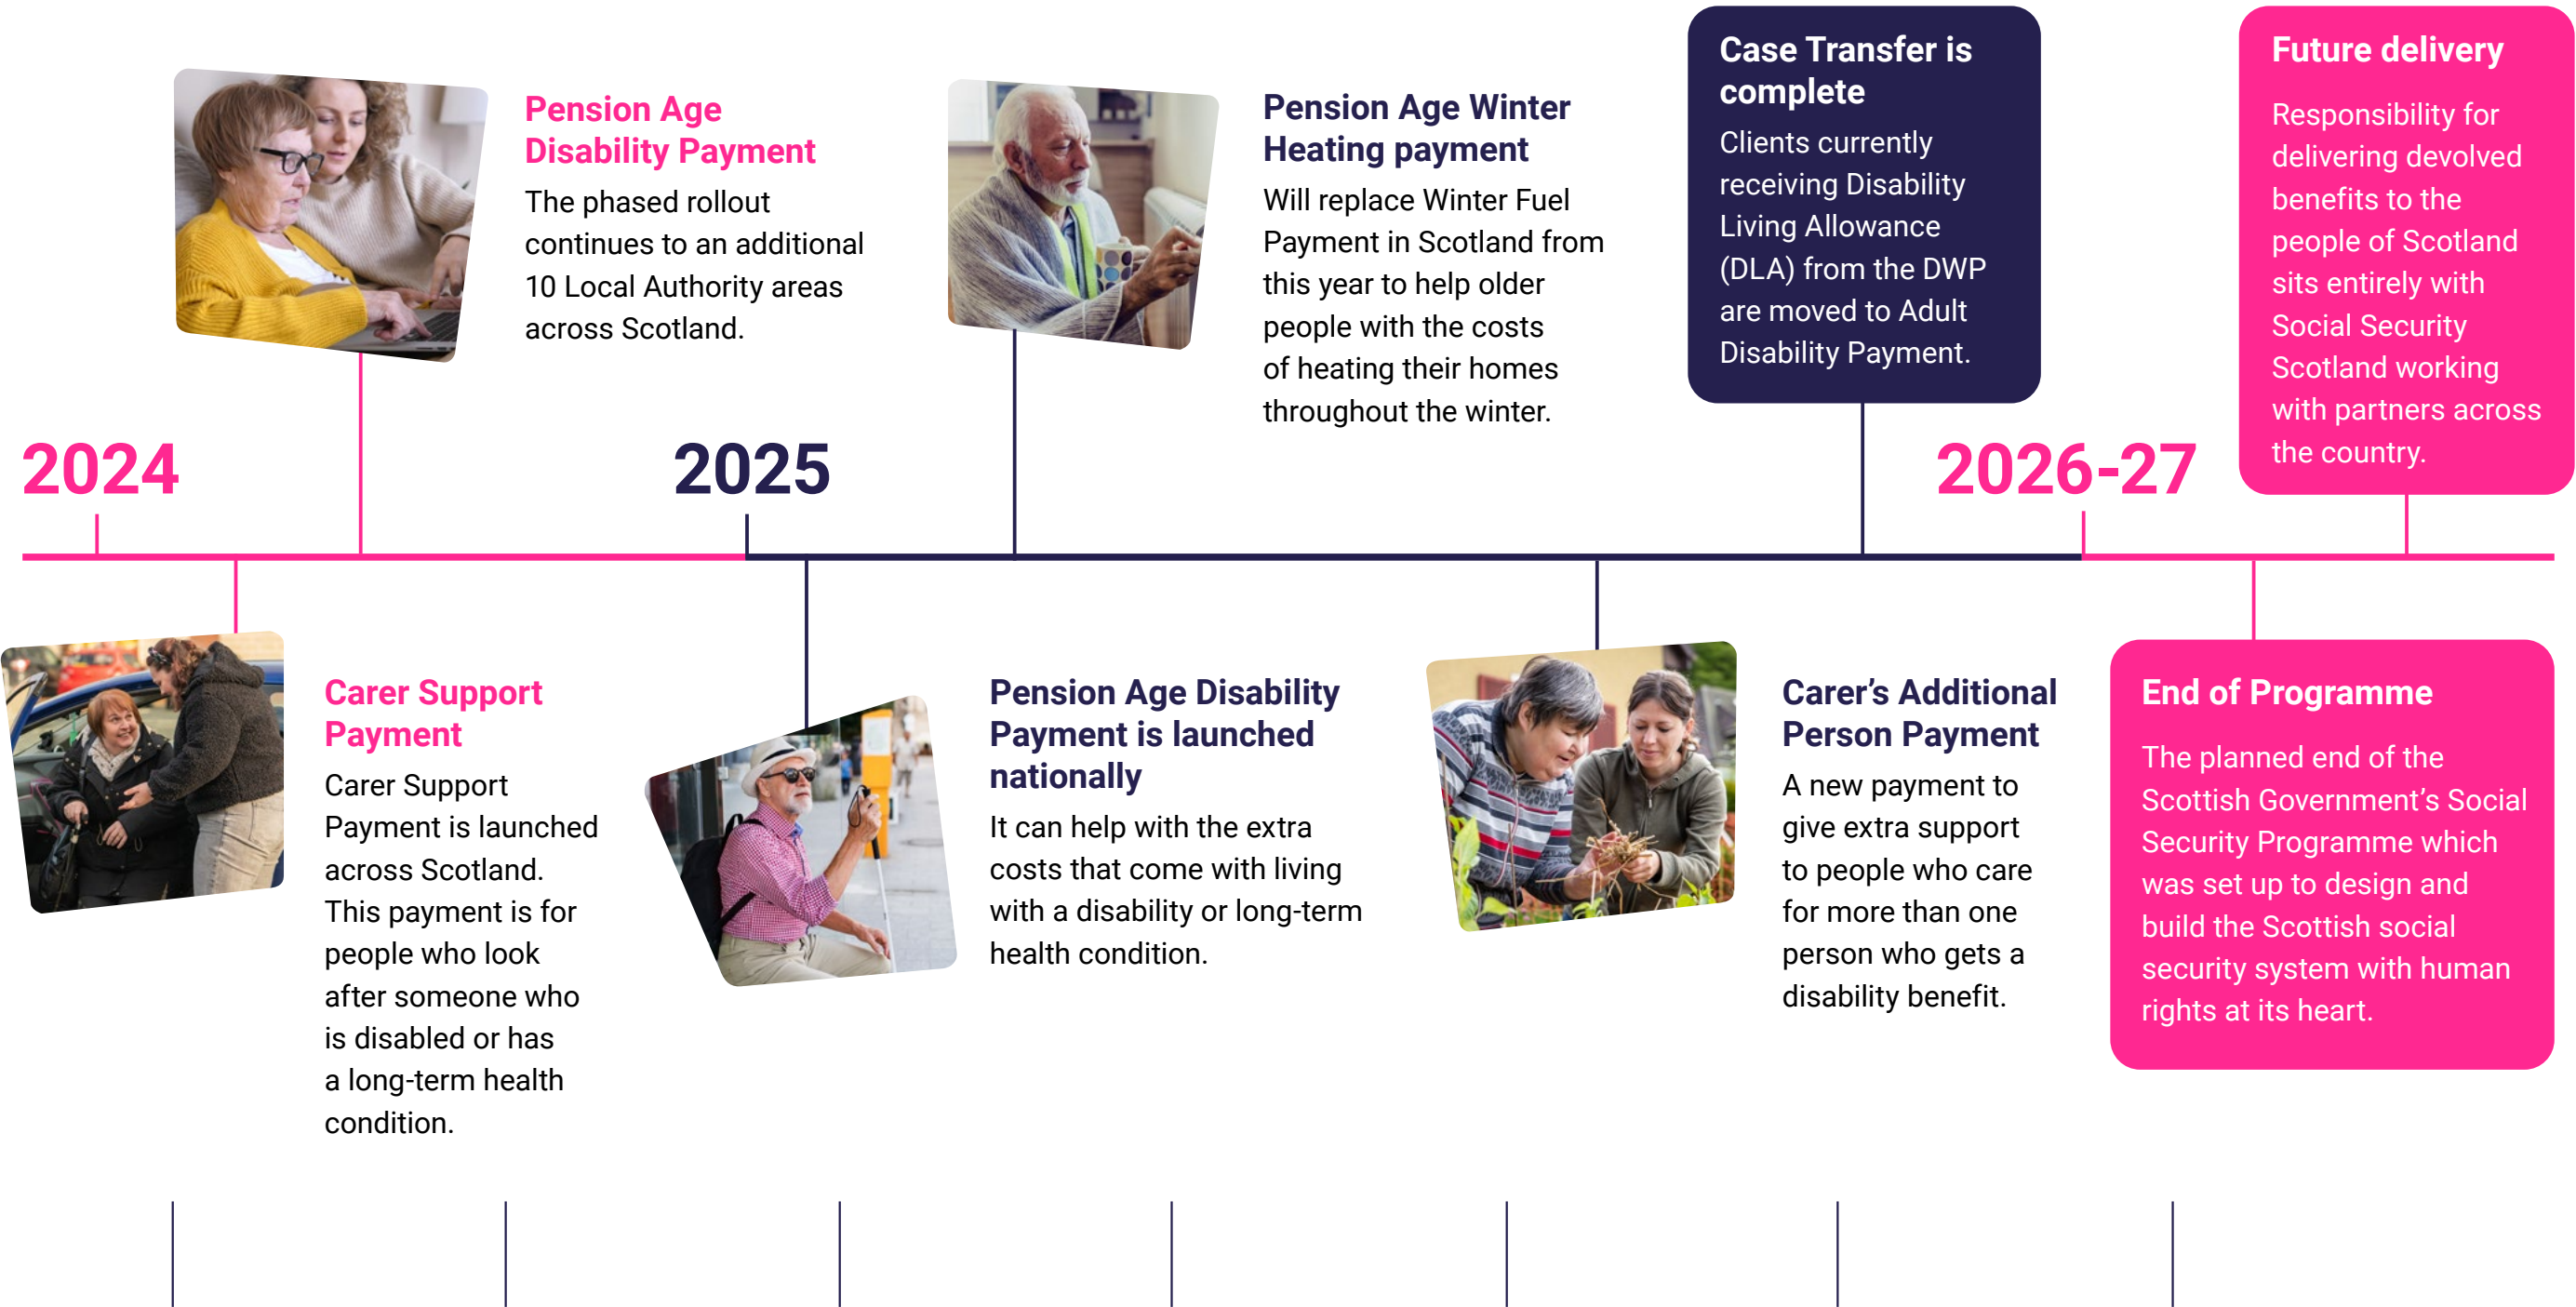 2024
Pension Age
Disability Payment
The phased rollout
continues to an additional
10 Local Authority areas
across Scotland.
Carer Support
Payment
Carer Support
Payment is launched
across Scotland.
This payment is for
people who look
after someone who
is disabled or has
a long-term health
condition.
2025
Pension Age Disability
Payment is launched
nationally
It can help with the extra
costs that come with living
with a disability or long-term
health condition.
Pension Age Winter
Heating payment
Will replace Winter Fuel
Payment in Scotland from
this year to help older
people with the costs
of heating their homes
throughout the winter.
Carer’s Additional
Person Payment
A new payment to
give extra support
to people who care
for more than one
person who gets a
disability benefit.
Case Transfer is
complete
Clients currently
receiving Disability
Living Allowance
(DLA) from the DWP
are moved to Adult
Disability Payment.
2026-27
End of Programme
The planned end of the
Scottish Government’s Social
Security Programme which
was set up to design and
build the Scottish social
security system with human
rights at its heart.
Future delivery
Responsibility for
delivering devolved
benefits to the
people of Scotland
sits entirely with
Social Security
Scotland working
with partners across
the country.